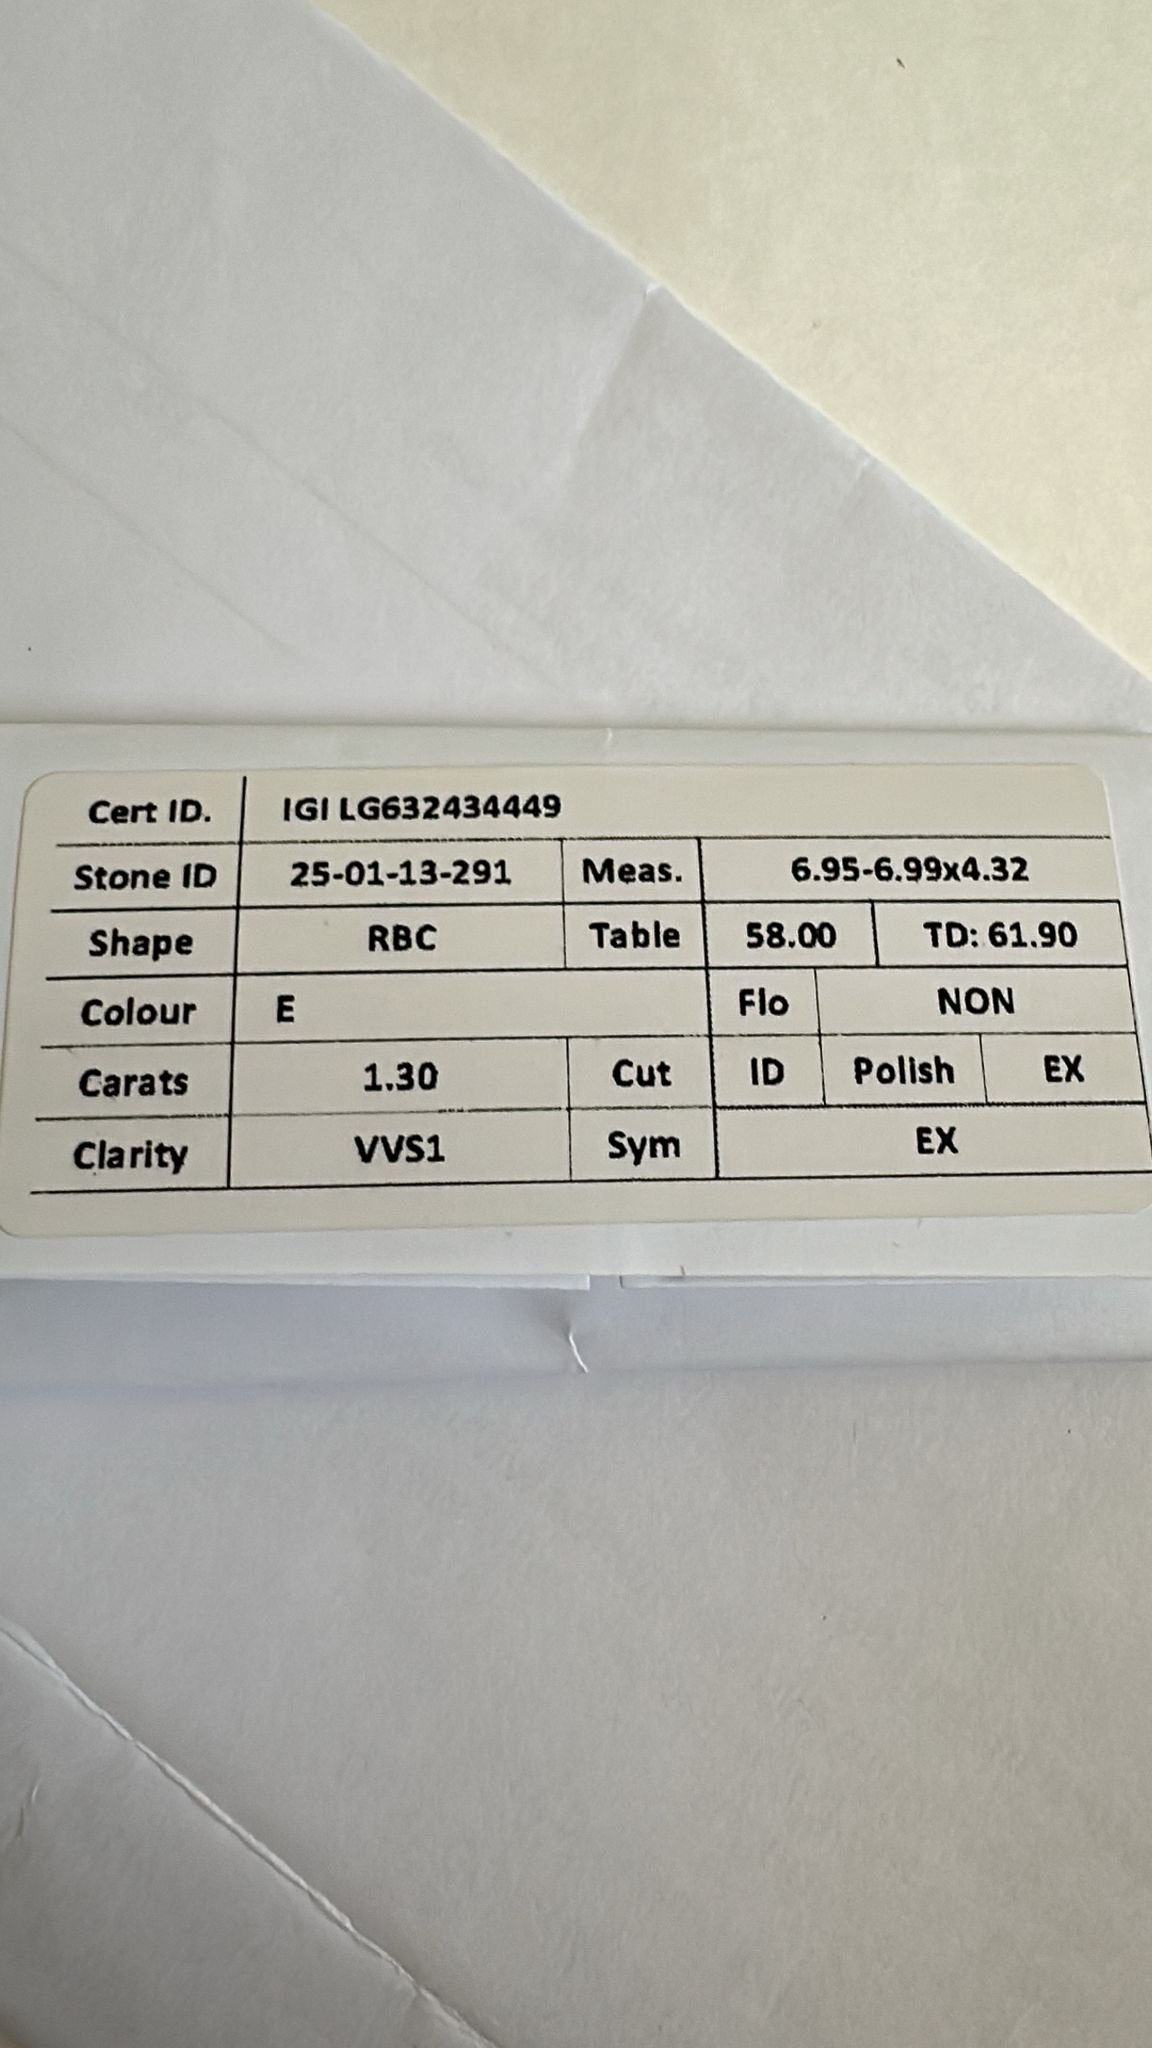 Cert ID. IGI LG632434449
Stone ID 25-01-13-291 Meas. 6.95-6.99x4.32
Shape RBC Table 58.00 TD: 61.90
Colour E Flo NON
Carats 1.30 Cut ID Polish EX
Clarity VVS1 Sym EX